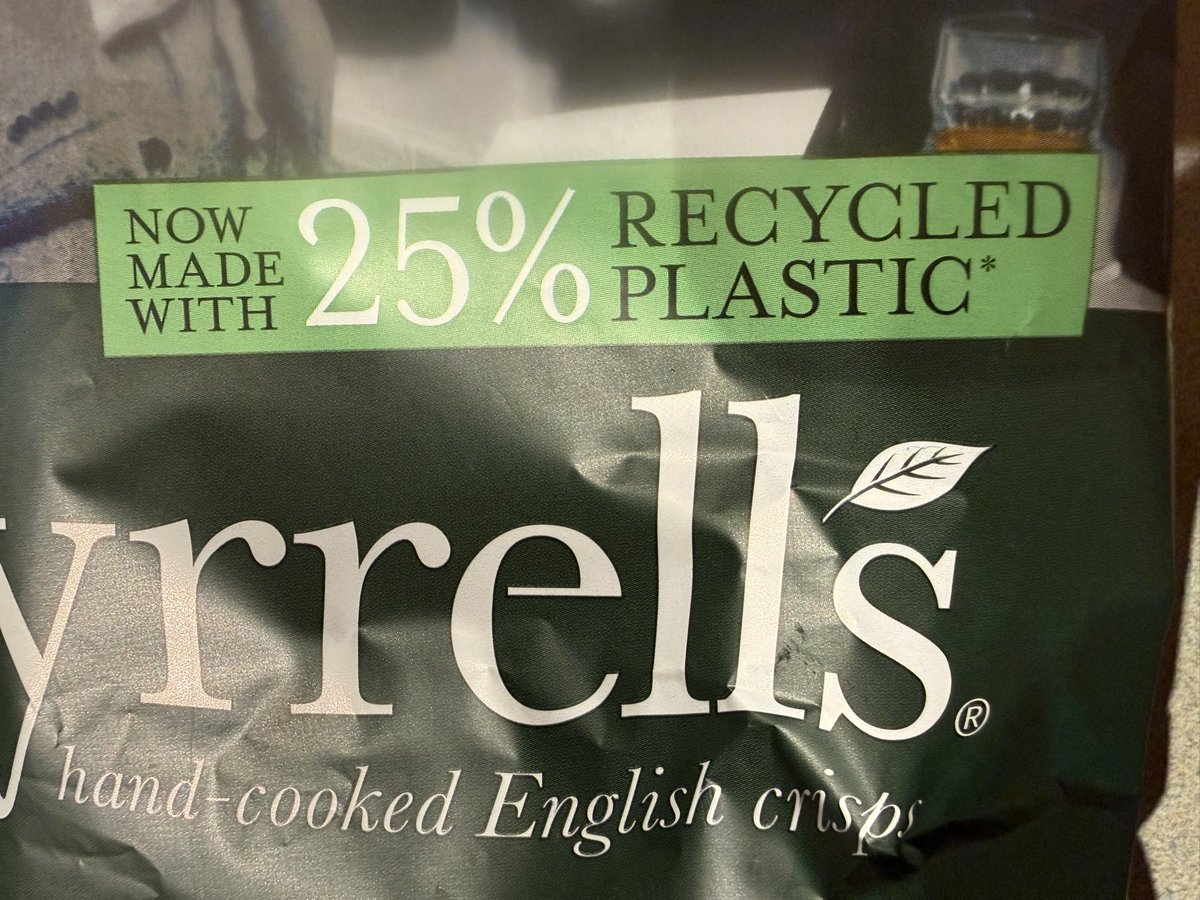 NOW
MADE
WITH
25%
RECYCLED
PLASTIC*
yrrells®
hand-cooked English crisps